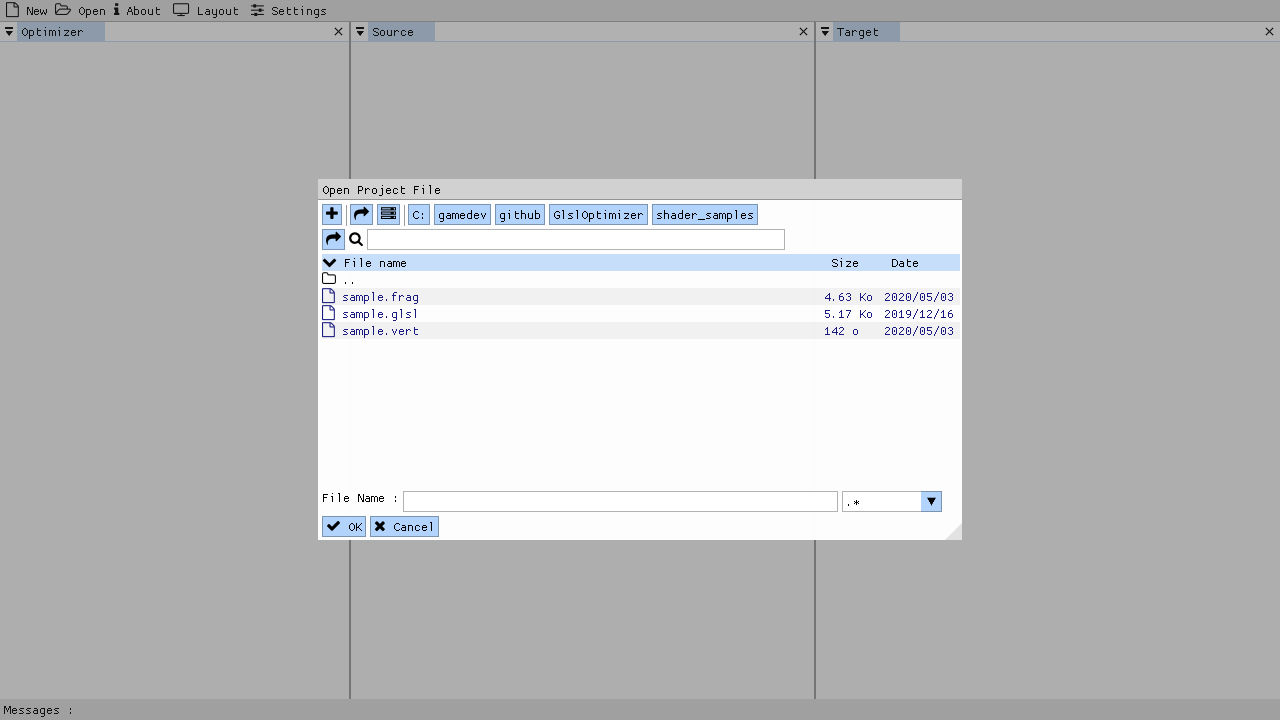 New Open About Layout Settings
Optimizer Source Target
Open Project File
C: gamedev github GlslOptimizer shader_samples
File name Size Date
..
sample.frag 4.63 Ko 2020/05/03
sample.glsl 5.17 Ko 2019/12/16
sample.vert 142 o 2020/05/03
File Name : .*
OK Cancel
Messages :